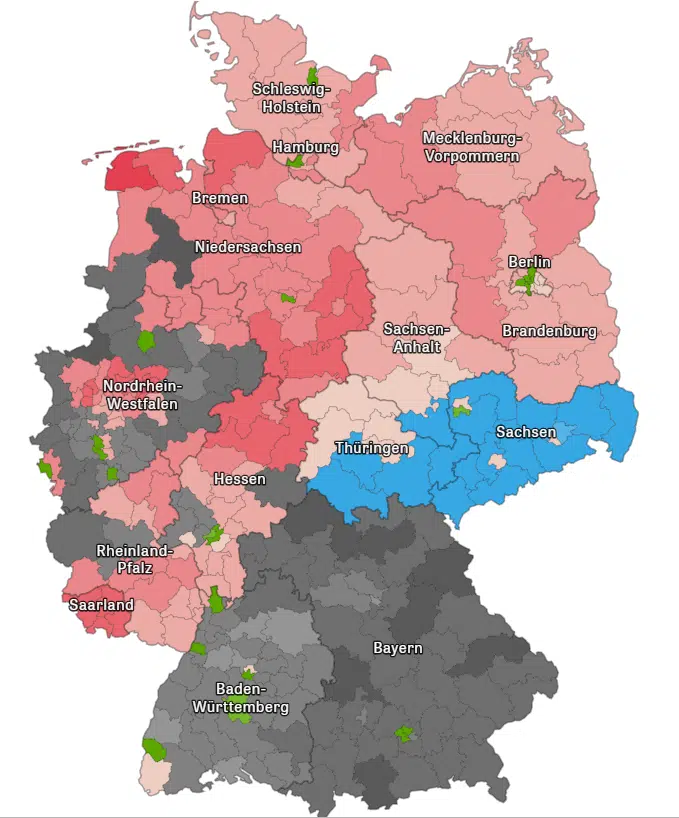 Schleswig-
Holstein
Hamburg
Mecklenburg-
Vorpommern
Bremen
Niedersachsen
Berlin
Sachsen-
Anhalt
Brandenburg
Nordrhein-
Westfalen
Sachsen
Thüringen
Hessen
Rheinland-
Pfalz
Saarland
Bayern
Baden-
Württemberg